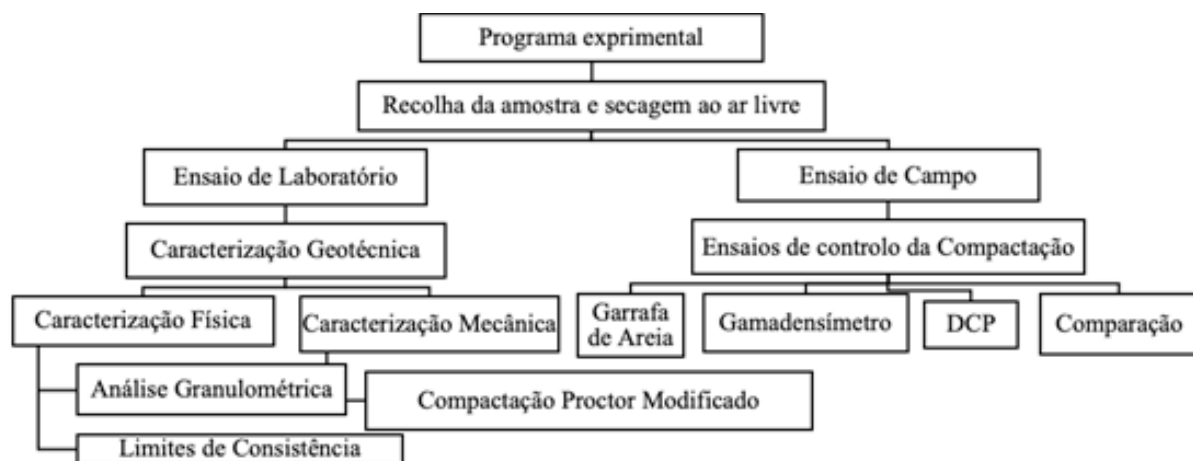 Programa exprimental
Recolha da amostra e secagem ao ar livre
Ensaio de Laboratório
Ensaio de Campo
Caracterização Geotécnica
Ensaios de controlo da Compactação
Caracterização Física
Caracterização Mecânica
Garrafa
de Areia
Gamadensímetro
DCP
Comparação
Análise Granulométrica
Compactação Proctor Modificado
Limites de Consistência